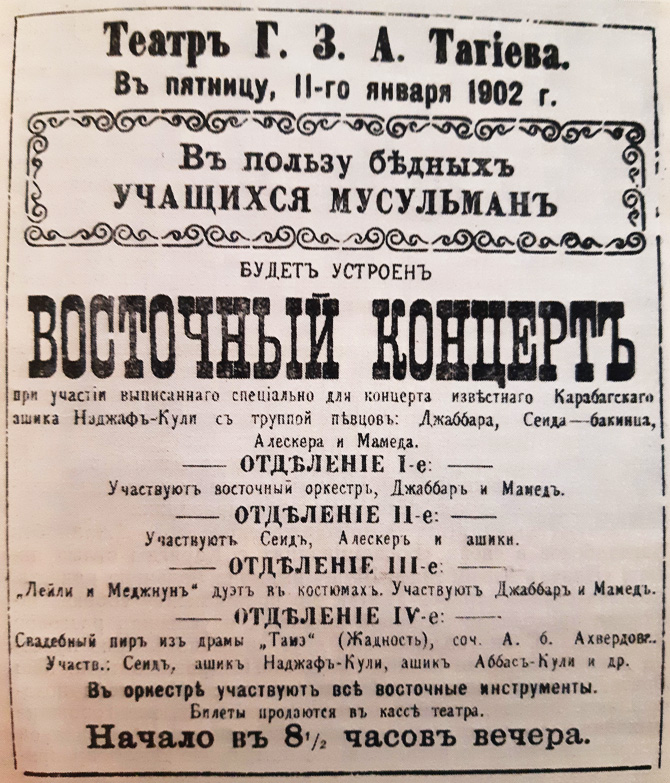 Театръ Г. З. А. Тагіева.
Въ пятницу, 11-го января 1902 г.
Въ пользу бѣдныхъ
УЧАЩИХСЯ МУСУЛЬМАНЪ
БУДЕТЪ УСТРОЕНЪ
ВОСТОЧНЫЙ КОНЦЕРТЪ
при участіи выписаннаго спеціально для концерта извѣстнаго Карабагскаго
ашика Наджафъ-Кули съ труппой пѣвцовъ: Джаббара, Сеида—бакинца,
Алескера и Мамеда.
— ОТДѢЛЕНІЕ I-е: —
Участвуютъ восточный оркестръ, Джаббаръ и Мамедъ.
— ОТДѢЛЕНІЕ II-е: —
Участвуютъ Сеидъ, Алескеръ и ашики.
— ОТДѢЛЕНІЕ III-е: —
„Лейли и Меджнунъ“ дуэтъ въ костюмахъ. Участвуютъ Джаббаръ и Мамедъ.
— ОТДѢЛЕНІЕ IV-е: —
Свадебный пиръ изъ драмы „Тамэ“ (Жадность), соч. А. б. Ахвердов..
Участв.: Сеидъ, ашикъ Наджафъ-Кули, ашикъ Аббасъ-Кули и др.
Въ оркестрѣ участвуютъ всѣ восточные инструменты.
Билеты продаются въ кассѣ театра.
Начало въ 8½ часовъ вечера.